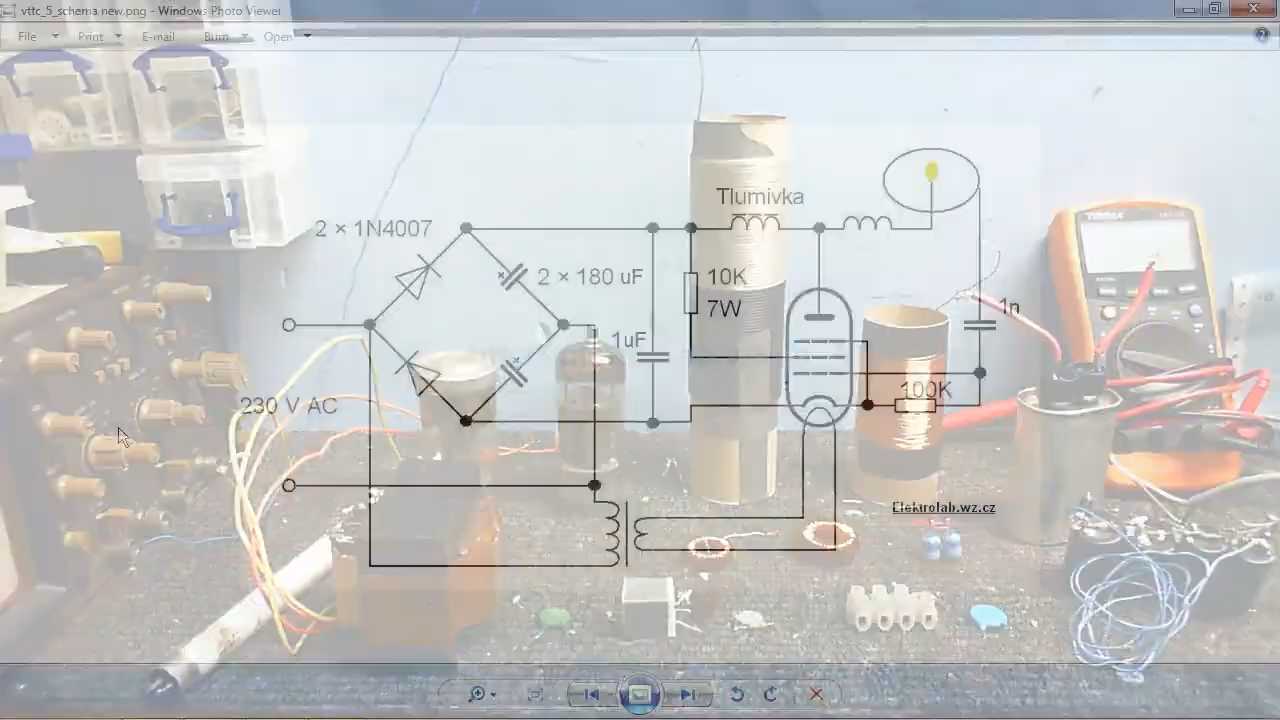 vttc_5_schema new.png - Windows Photo Viewer
File Print E-mail Burn Open
Tlumivka
2 × 1N4007
2 × 180 uF
10K
7W
1n
1uF
100K
230 V AC
Elektrolab.wz.cz